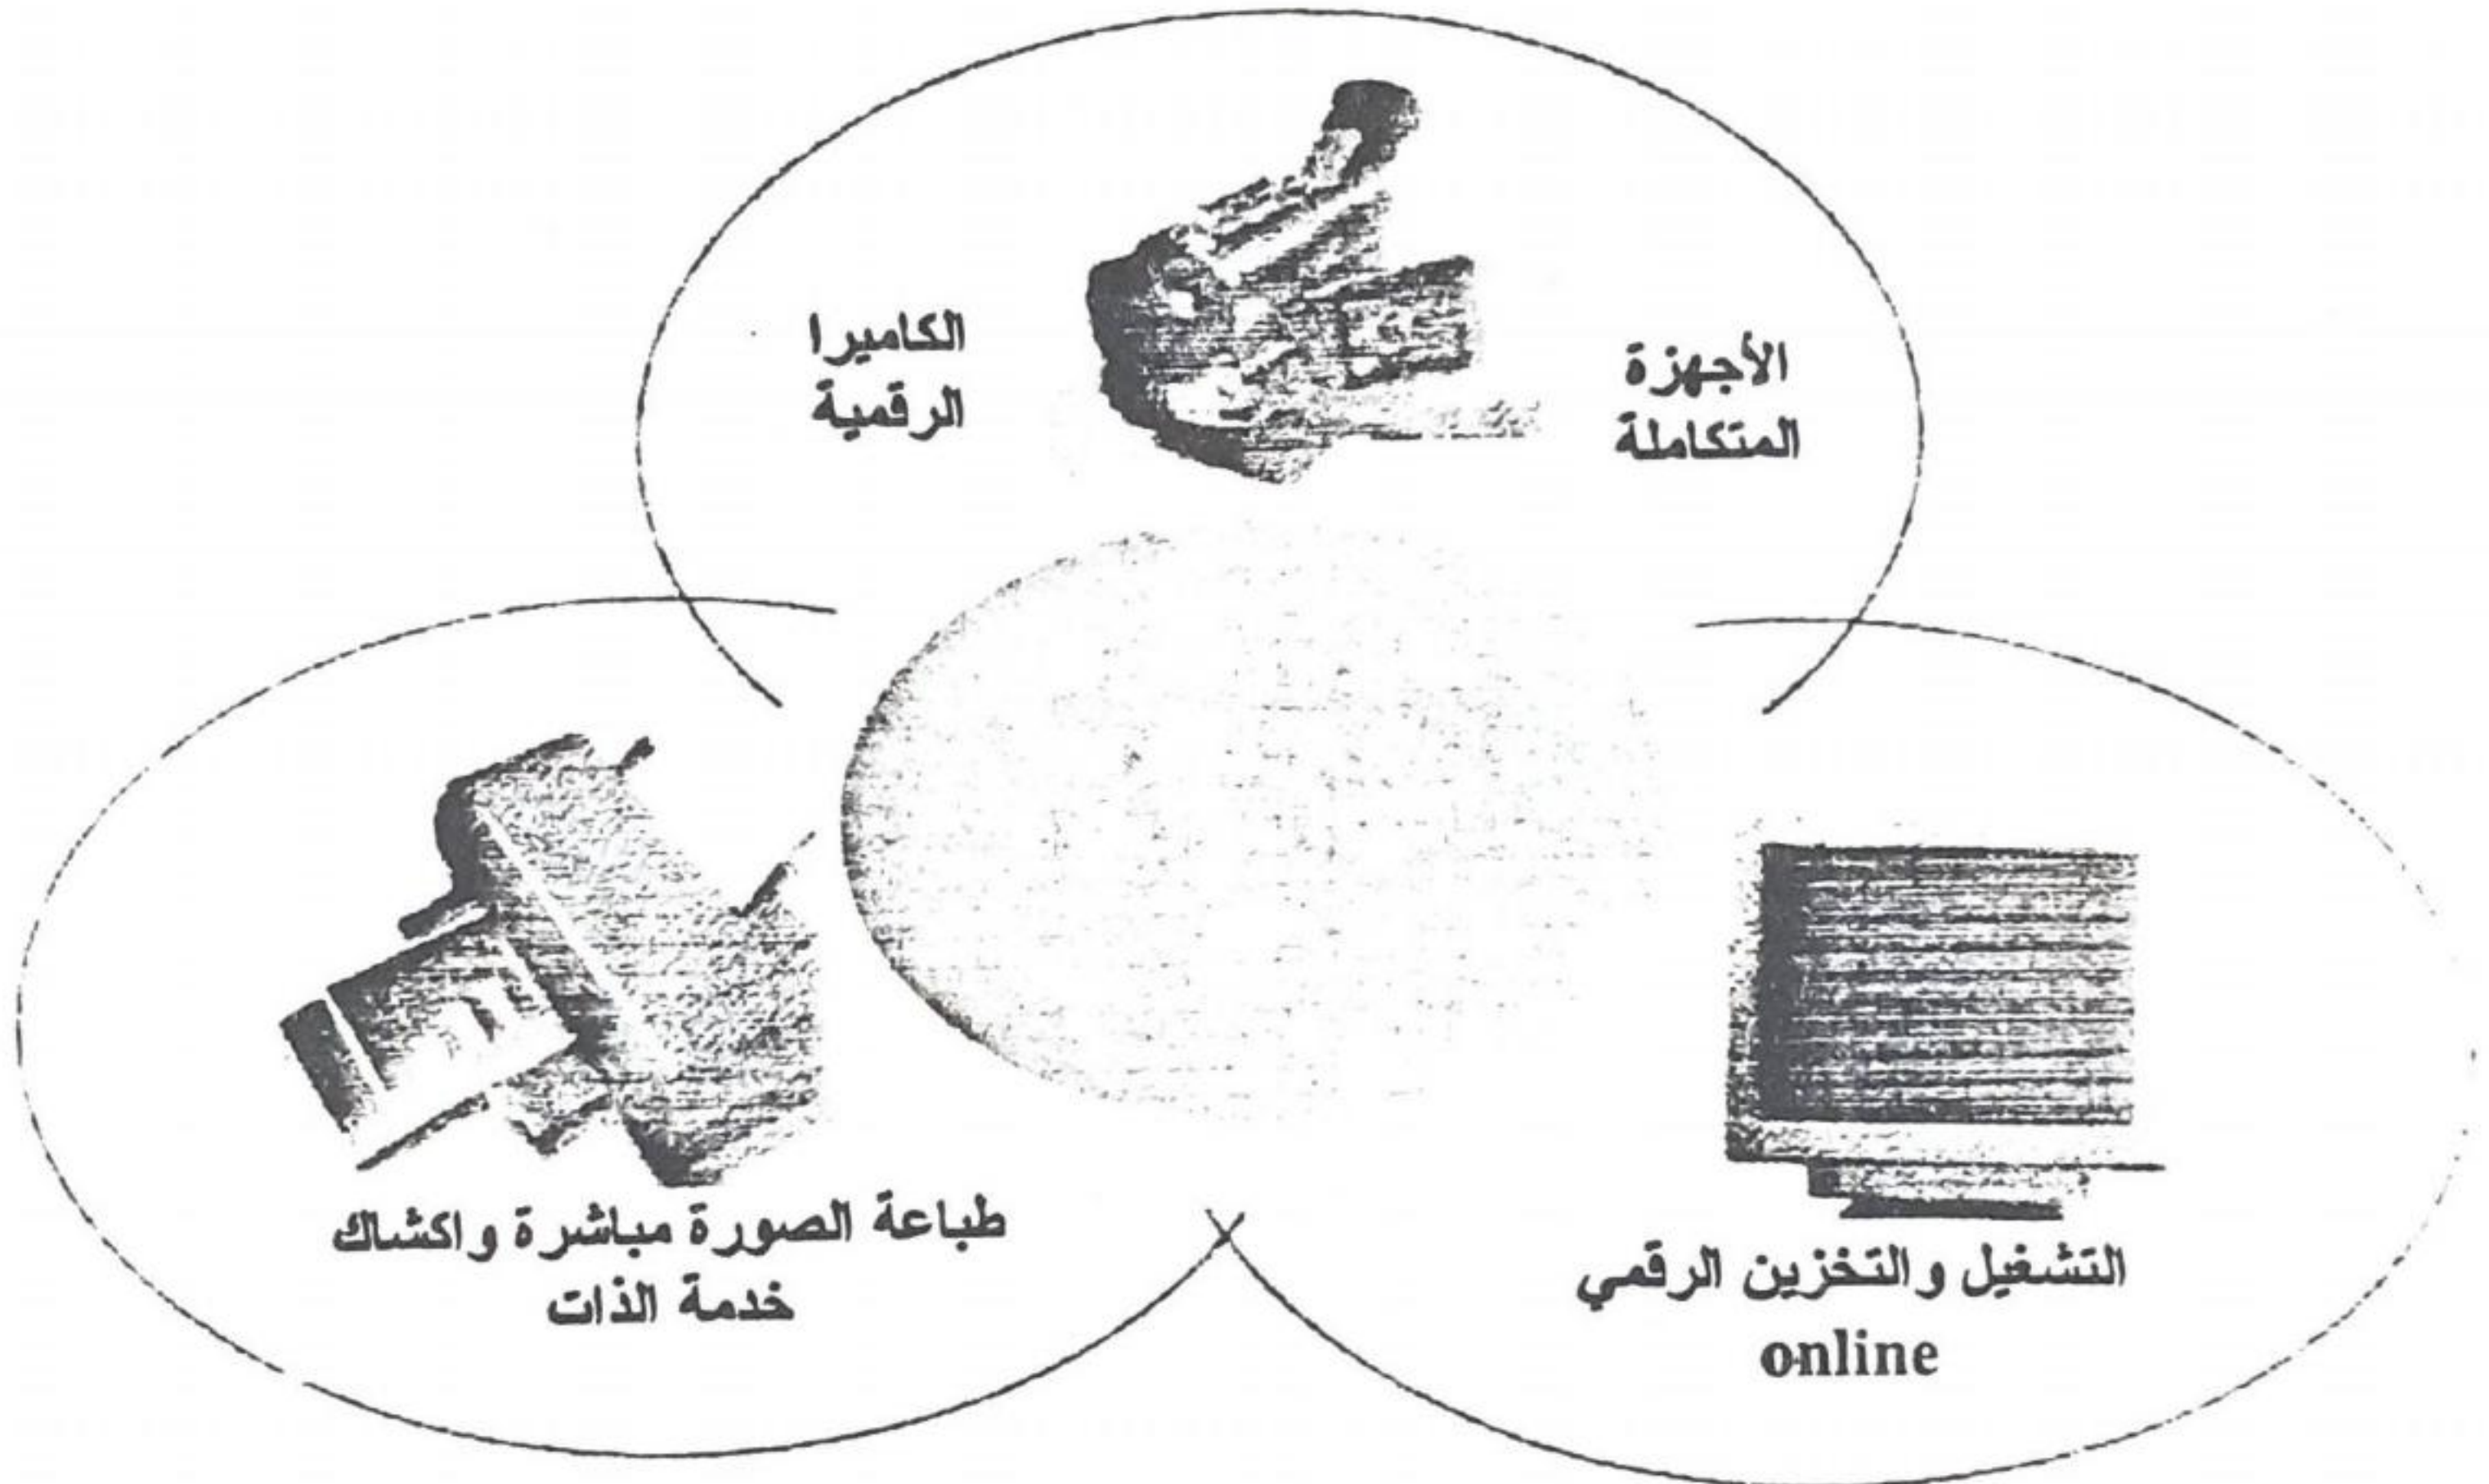 الأجهزة
المتكاملة
الكاميرا
الرقمية
التشغيل والتخزين الرقمي
online
طباعة الصورة مباشرة واكشاك
خدمة الذات